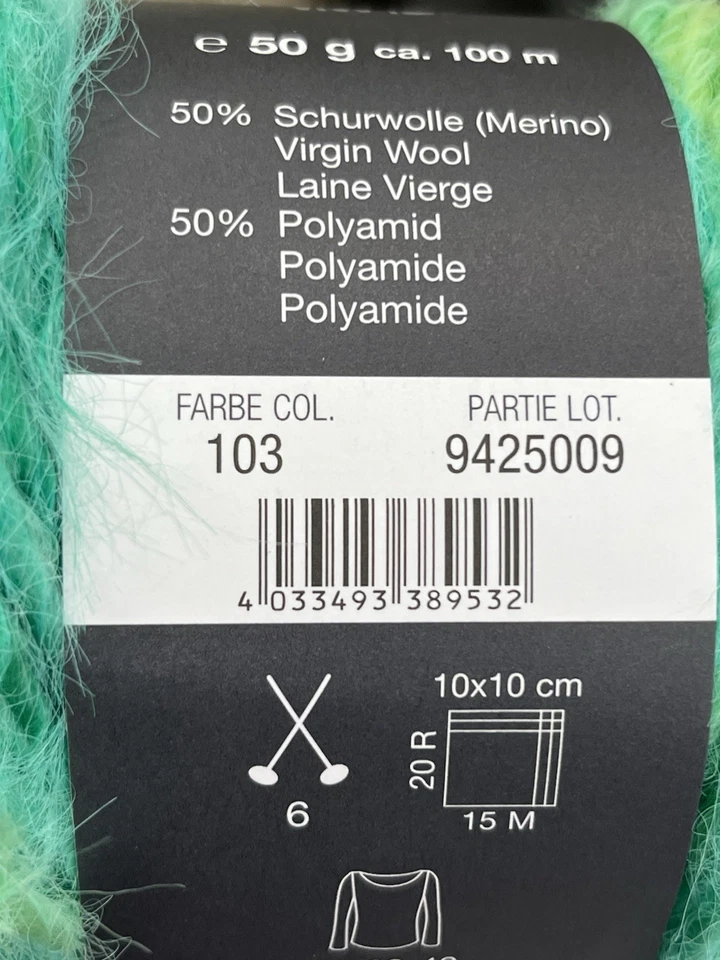 ℮ 50 g ca. 100 m
50% Schurwolle (Merino)
Virgin Wool
Laine Vierge
50% Polyamid
Polyamide
Polyamide
FARBE COL.
103
PARTIE LOT.
9425009
4 033493 389532
6
10x10 cm
20 R
15 M